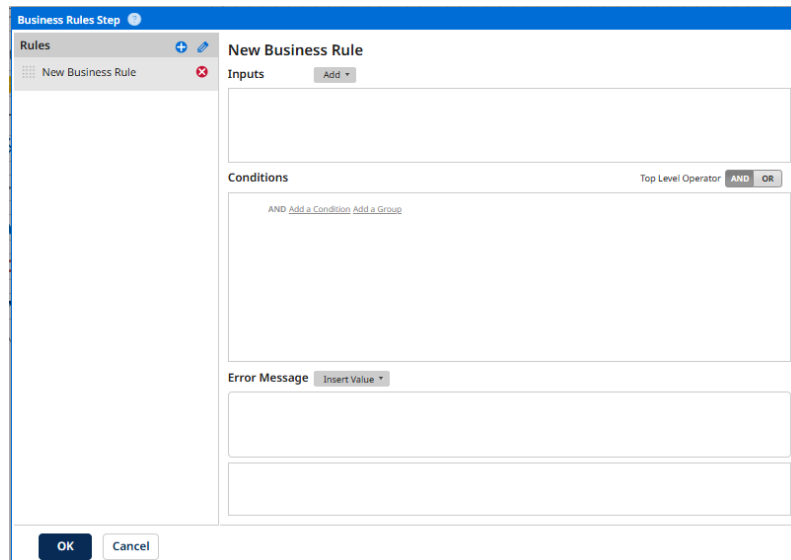 Business Rules Step ?
Rules
New Business Rule
New Business Rule
Inputs Add
Conditions Top Level Operator AND OR
AND Add a Condition Add a Group
Error Message Insert Value
OK Cancel